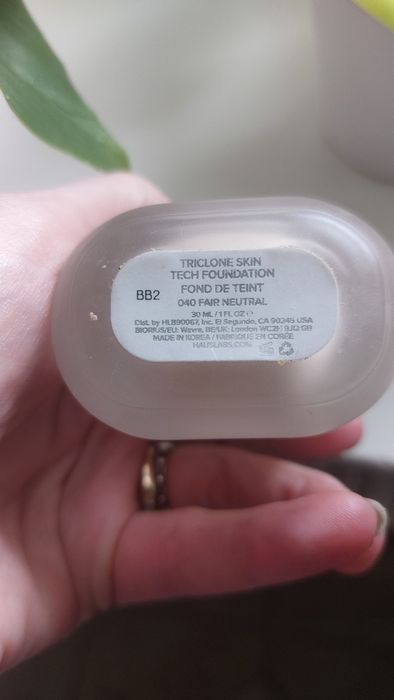 TRICLONE SKIN
TECH FOUNDATION
BB2
FOND DE TEINT
040 FAIR NEUTRAL
30 ML / 1 FL OZ ℮
Dist. by HLB90067, Inc. El Segundo, CA 90245 USA
BIORIUS/EU: Wavre, BE/UK: London WC2H 9JQ GB
MADE IN KOREA / FABRIQUÉ EN CORÉE
HAUSLABS.COM